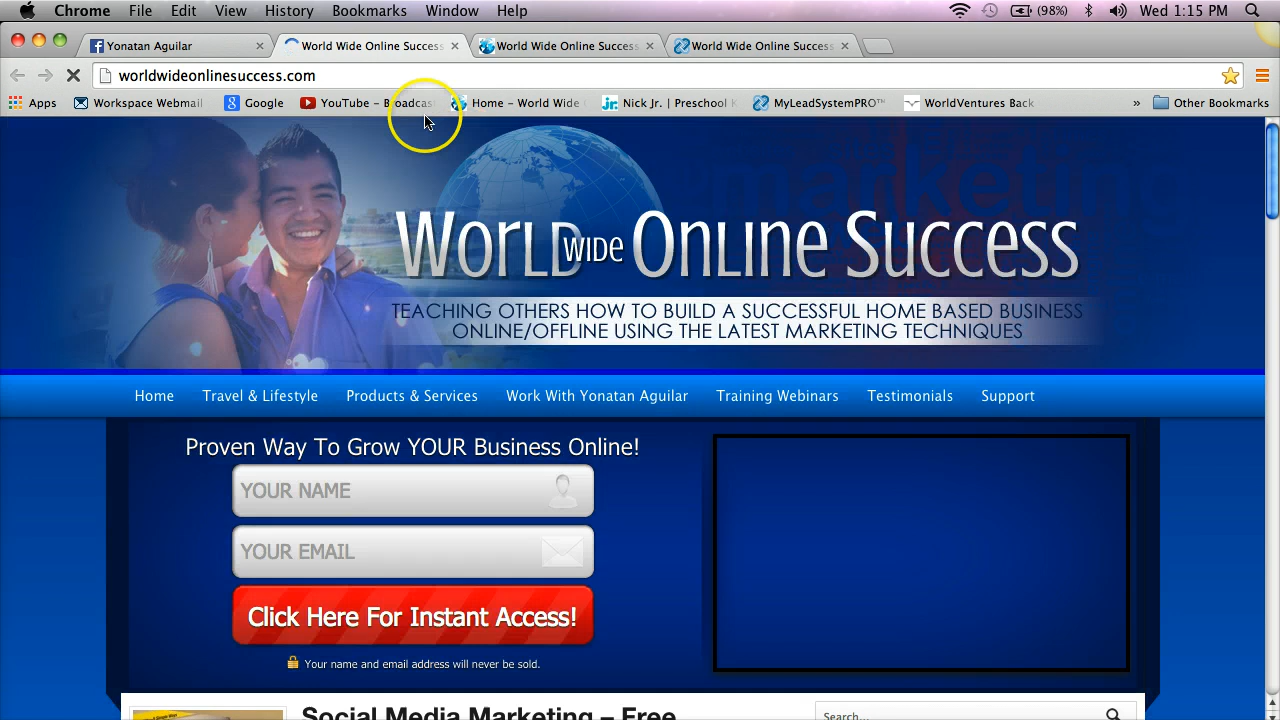 Chrome File Edit View History Bookmarks Window Help (98%) Wed 1:15 PM
Yonatan Aguilar World Wide Online Success World Wide Online Success World Wide Online Success
worldwideonlinesuccess.com
Apps Workspace Webmail Google YouTube – Broadcas Home – World Wide Nick Jr. | Preschool MyLeadSystemPRO™ WorldVentures Back » Other Bookmarks
marketing
World wide Online Success
TEACHING OTHERS HOW TO BUILD A SUCCESSFUL HOME BASED BUSINESS
ONLINE/OFFLINE USING THE LATEST MARKETING TECHNIQUES
Home Travel & Lifestyle Products & Services Work With Yonatan Aguilar Training Webinars Testimonials Support
Proven Way To Grow YOUR Business Online!
YOUR NAME
YOUR EMAIL
Click Here For Instant Access!
Your name and email address will never be sold.
Social Media Marketing – Free
Search...